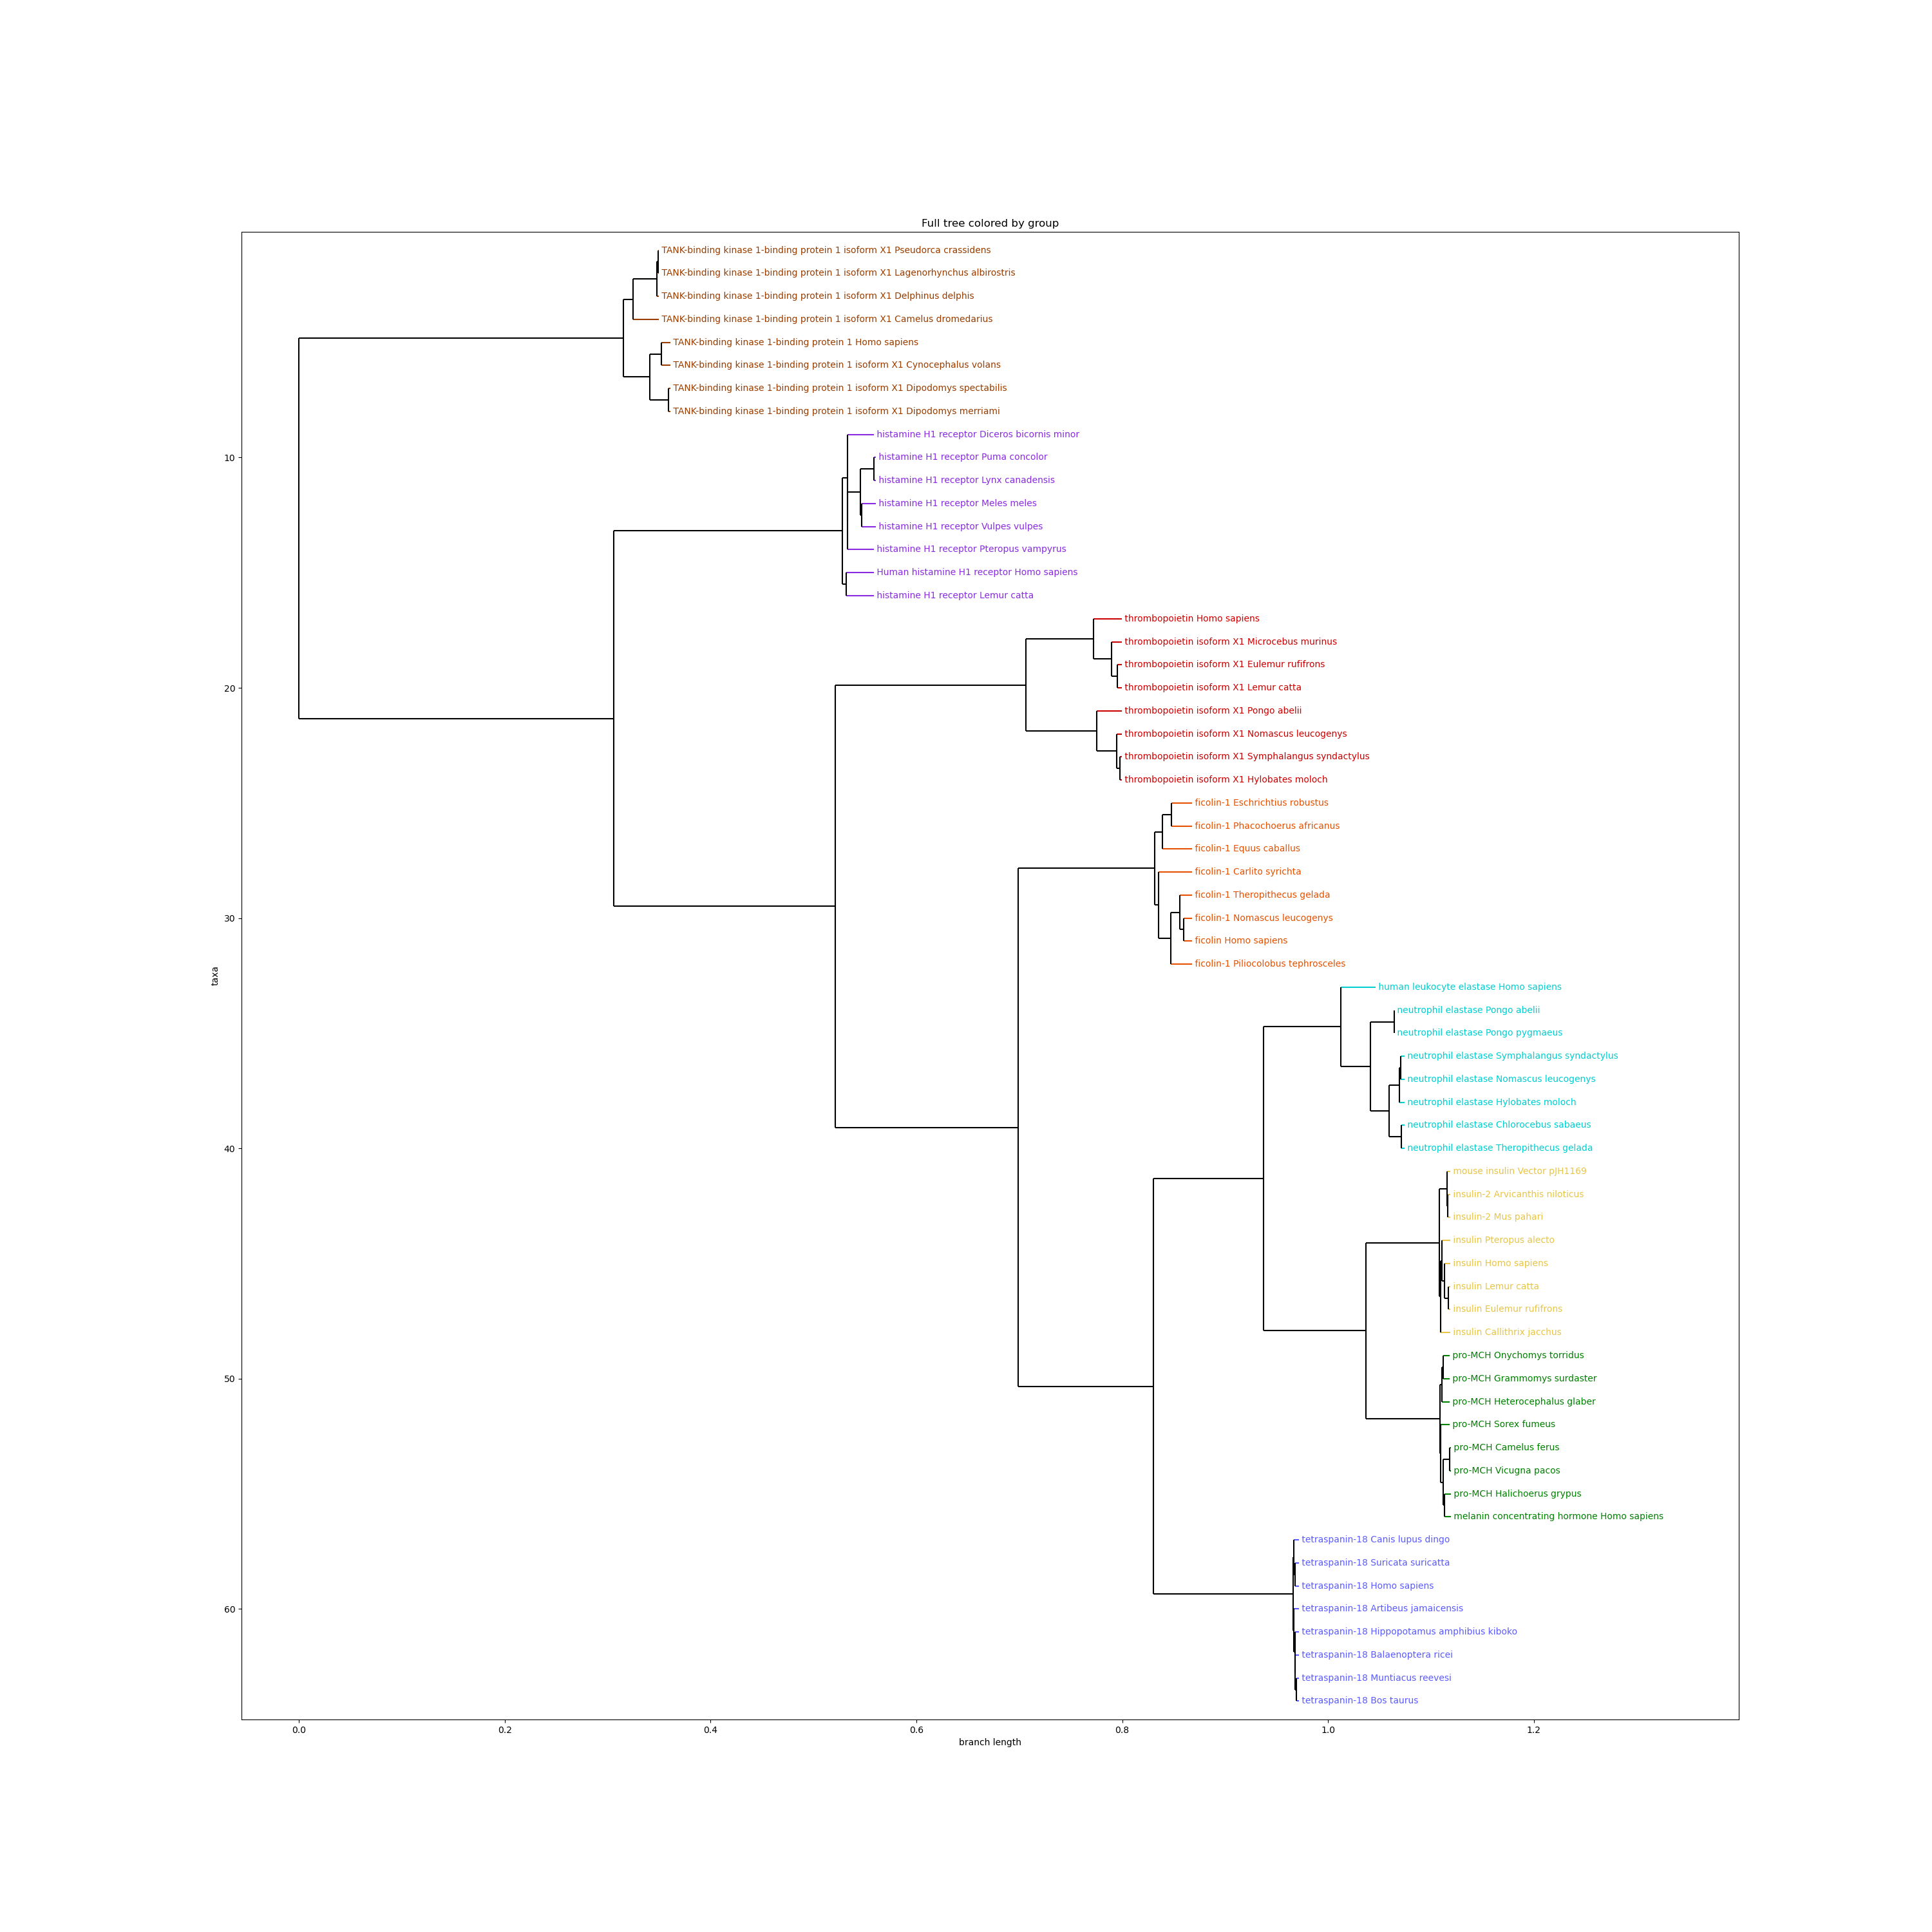 Full tree colored by group
TANK-binding kinase 1-binding protein 1 isoform X1 Pseudorca crassidens
TANK-binding kinase 1-binding protein 1 isoform X1 Lagenorhynchus albirostris
TANK-binding kinase 1-binding protein 1 isoform X1 Delphinus delphis
TANK-binding kinase 1-binding protein 1 isoform X1 Camelus dromedarius
TANK-binding kinase 1-binding protein 1 Homo sapiens
TANK-binding kinase 1-binding protein 1 isoform X1 Cynocephalus volans
TANK-binding kinase 1-binding protein 1 isoform X1 Dipodomys spectabilis
TANK-binding kinase 1-binding protein 1 isoform X1 Dipodomys merriami
histamine H1 receptor Diceros bicornis minor
10
histamine H1 receptor Puma concolor
histamine H1 receptor Lynx canadensis
histamine H1 receptor Meles meles
histamine H1 receptor Vulpes vulpes
histamine H1 receptor Pteropus vampyrus
Human histamine H1 receptor Homo sapiens
histamine H1 receptor Lemur catta
thrombopoietin Homo sapiens
thrombopoietin isoform X1 Microcebus murinus
thrombopoietin isoform X1 Eulemur rufifrons
20
thrombopoietin isoform X1 Lemur catta
thrombopoietin isoform X1 Pongo abelii
thrombopoietin isoform X1 Nomascus leucogenys
thrombopoietin isoform X1 Symphalangus syndactylus
thrombopoietin isoform X1 Hylobates moloch
ficolin-1 Eschrichtius robustus
ficolin-1 Phacochoerus africanus
ficolin-1 Equus caballus
ficolin-1 Carlito syrichta
ficolin-1 Theropithecus gelada
30
ficolin-1 Nomascus leucogenys
ficolin Homo sapiens
ficolin-1 Piliocolobus tephrosceles
taxa
human leukocyte elastase Homo sapiens
neutrophil elastase Pongo abelii
neutrophil elastase Pongo pygmaeus
neutrophil elastase Symphalangus syndactylus
neutrophil elastase Nomascus leucogenys
neutrophil elastase Hylobates moloch
neutrophil elastase Chlorocebus sabaeus
40
neutrophil elastase Theropithecus gelada
mouse insulin Vector pJH1169
insulin-2 Arvicanthis niloticus
insulin-2 Mus pahari
insulin Pteropus alecto
insulin Homo sapiens
insulin Lemur catta
insulin Eulemur rufifrons
insulin Callithrix jacchus
pro-MCH Onychomys torridus
50
pro-MCH Grammomys surdaster
pro-MCH Heterocephalus glaber
pro-MCH Sorex fumeus
pro-MCH Camelus ferus
pro-MCH Vicugna pacos
pro-MCH Halichoerus grypus
melanin concentrating hormone Homo sapiens
tetraspanin-18 Canis lupus dingo
tetraspanin-18 Suricata suricatta
tetraspanin-18 Homo sapiens
60
tetraspanin-18 Artibeus jamaicensis
tetraspanin-18 Hippopotamus amphibius kiboko
tetraspanin-18 Balaenoptera ricei
tetraspanin-18 Muntiacus reevesi
tetraspanin-18 Bos taurus
0.0 0.2 0.4 0.6 0.8 1.0 1.2
branch length